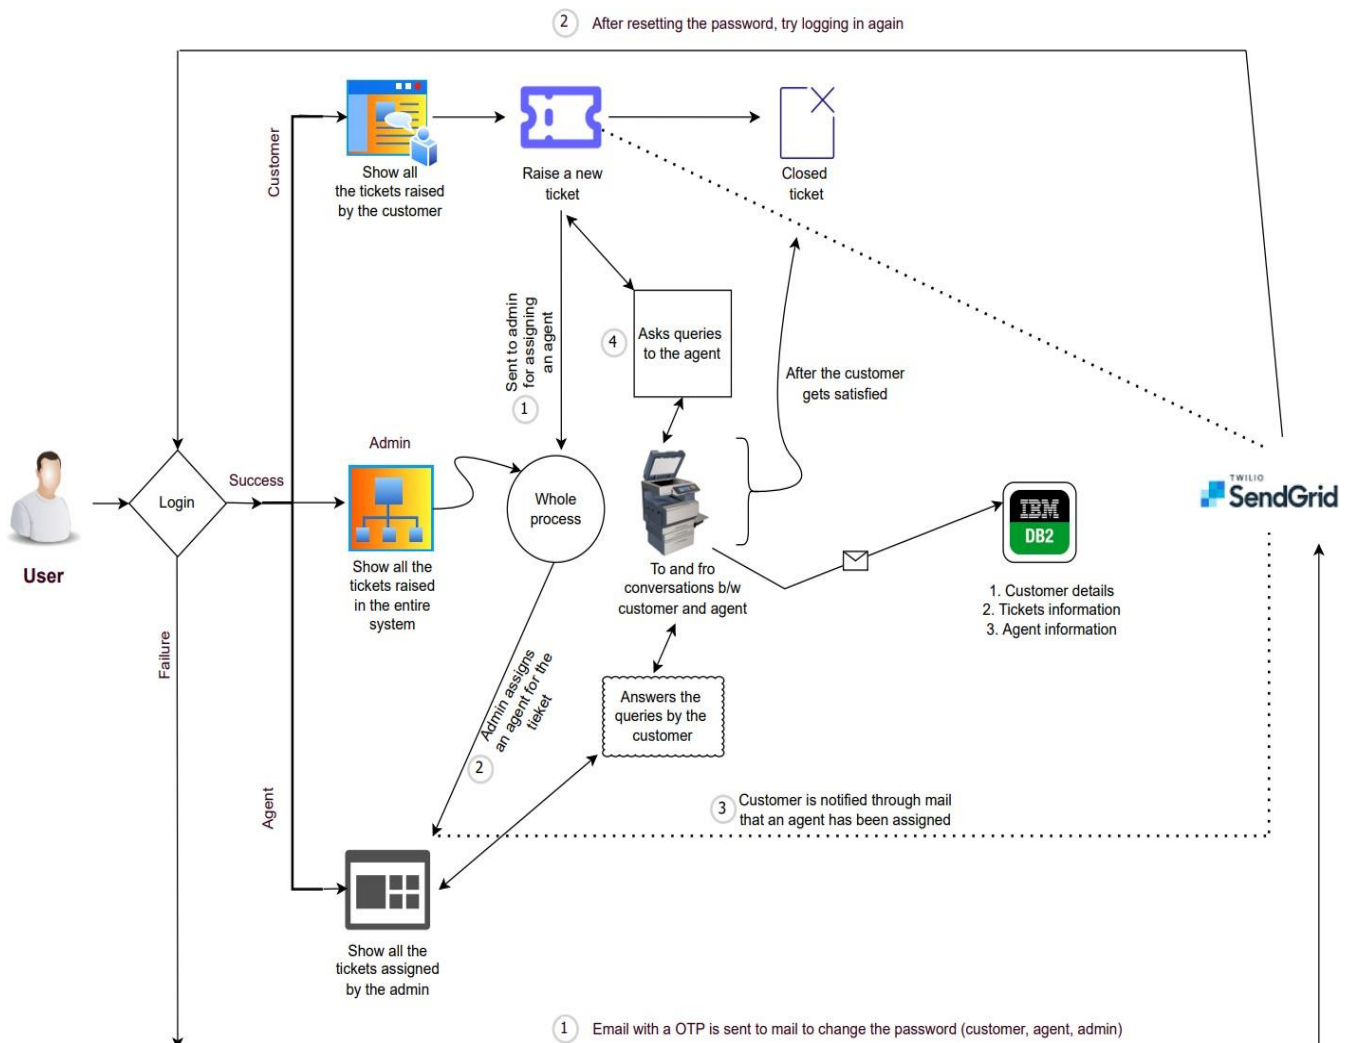 2 After resetting the password, try logging in again
Customer
Show all
the tickets raised
by the customer
Raise a new
ticket
Closed
ticket
Sent to admin
for assigning
an agent
1
4
Asks queries
to the agent
After the customer
gets satisfied
Admin
Login
Success
Whole
process
User
Show all the
tickets raised
in the entire
system
To and fro
conversations b/w
customer and agent
IBM
DB2
TWILIO
SendGrid
1. Customer details
2. Tickets information
3. Agent information
Failure
Admin assigns
an agent for the
ticket
2
Answers the
queries by the
customer
Agent
3 Customer is notified through mail
that an agent has been assigned
Show all the
tickets assigned
by the admin
1 Email with a OTP is sent to mail to change the password (customer, agent, admin)